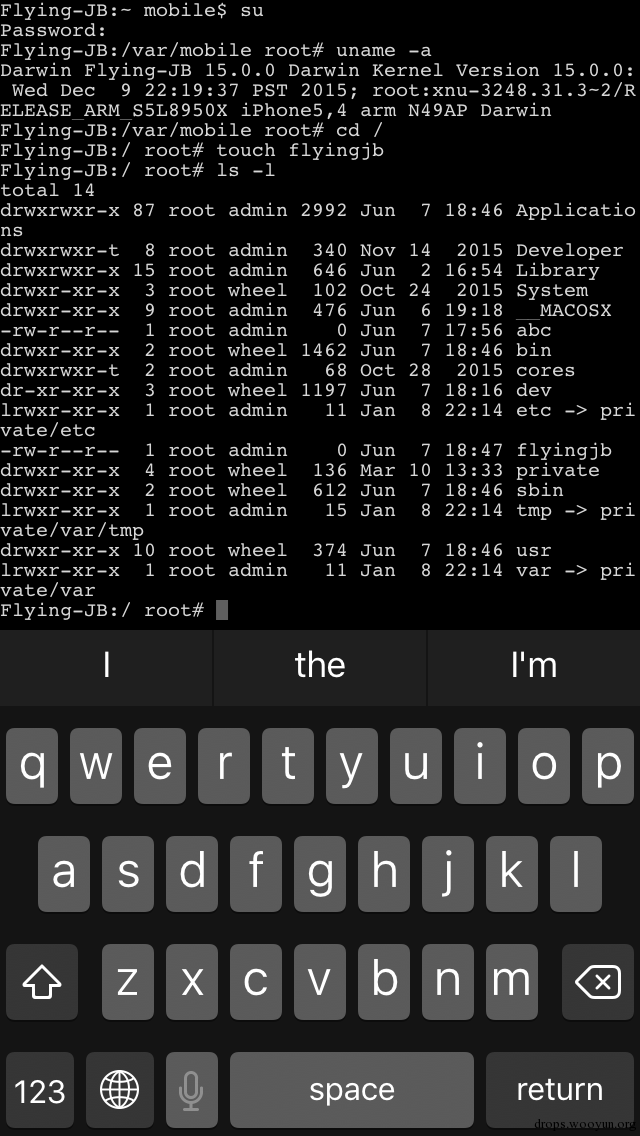 Flying-JB:~ mobile$ su
Password:
Flying-JB:/var/mobile root# uname -a
Darwin Flying-JB 15.0.0 Darwin Kernel Version 15.0.0:
 Wed Dec  9 22:19:37 PST 2015; root:xnu-3248.31.3~2/R
ELEASE_ARM_S5L8950X iPhone5,4 arm N49AP Darwin
Flying-JB:/var/mobile root# cd /
Flying-JB:/ root# touch flyingjb
Flying-JB:/ root# ls -l
total 14
drwxrwxr-x 87 root admin 2992 Jun  7 18:46 Applicatio
ns
drwxrwxr-t  8 root admin  340 Nov 14  2015 Developer
drwxrwxr-x 15 root admin  646 Jun  2 16:54 Library
drwxr-xr-x  3 root wheel  102 Oct 24  2015 System
drwxr-xr-x  9 root admin  476 Jun  6 19:18 __MACOSX
-rw-r--r--  1 root admin    0 Jun  7 17:56 abc
drwxr-xr-x  2 root wheel 1462 Jun  7 18:46 bin
drwxrwxr-t  2 root admin   68 Oct 28  2015 cores
dr-xr-xr-x  3 root wheel 1197 Jun  7 18:16 dev
lrwxr-xr-x  1 root admin   11 Jan  8 22:14 etc -> pri
vate/etc
-rw-r--r--  1 root admin    0 Jun  7 18:47 flyingjb
drwxr-xr-x  4 root wheel  136 Mar 10 13:33 private
drwxr-xr-x  2 root wheel  612 Jun  7 18:46 sbin
lrwxr-xr-x  1 root admin   15 Jan  8 22:14 tmp -> pri
vate/var/tmp
drwxr-xr-x 10 root wheel  374 Jun  7 18:46 usr
lrwxr-xr-x  1 root admin   11 Jan  8 22:14 var -> pri
vate/var
Flying-JB:/ root#
I the I'm
q w e r t y u i o p
a s d f g h j k l
z x c v b n m
123 space return
drops.wooyun.org